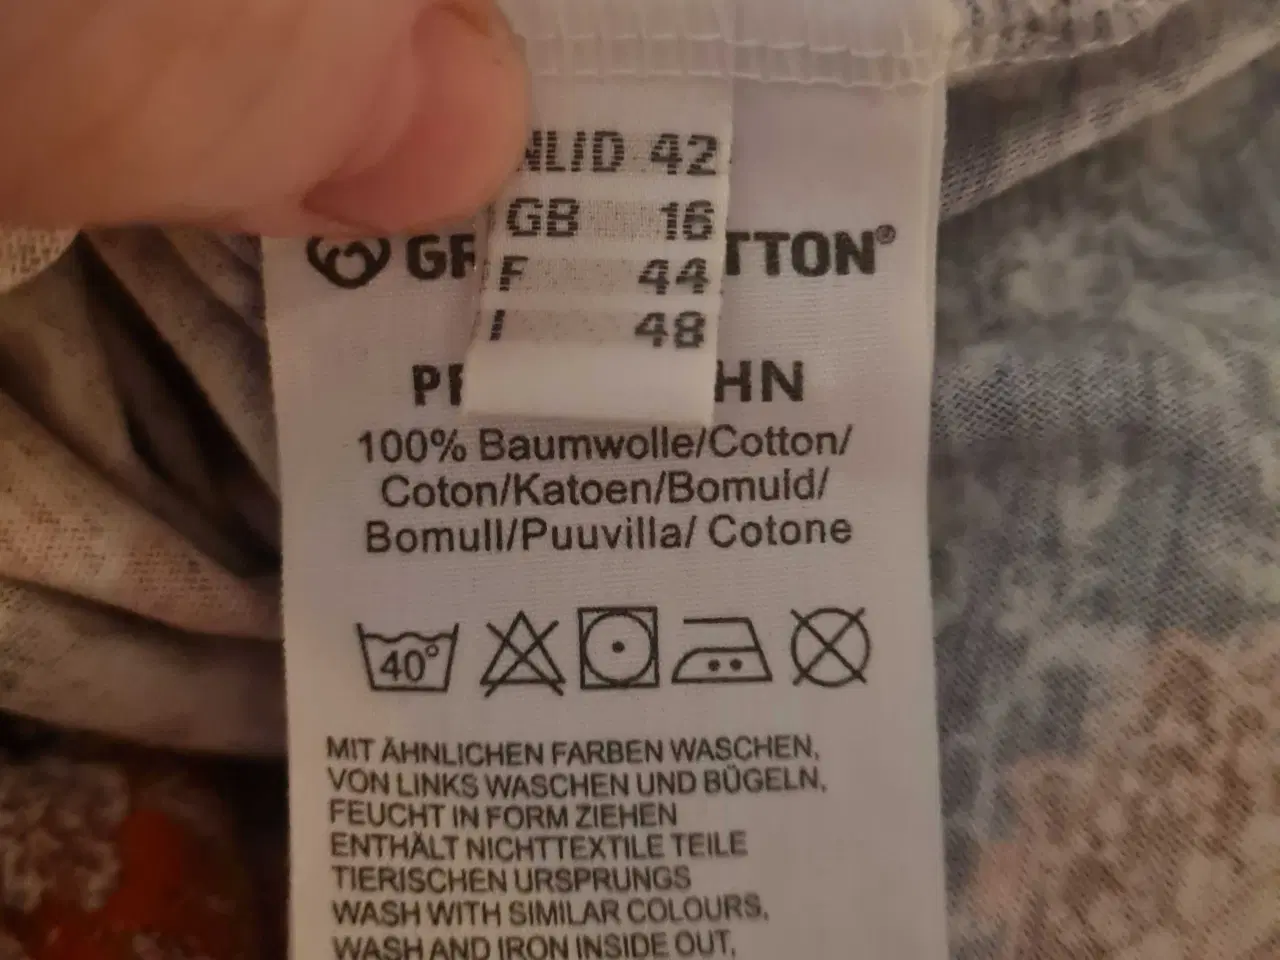 NL/D 42
GB 16
F 44
I 48
100% Baumwolle/Cotton/
Coton/Katoen/Bomuld/
Bomull/Puuvilla/ Cotone
40°
MIT ÄHNLICHEN FARBEN WASCHEN,
VON LINKS WASCHEN UND BÜGELN,
FEUCHT IN FORM ZIEHEN
ENTHÄLT NICHTTEXTILE TEILE
TIERISCHEN URSPRUNGS
WASH WITH SIMILAR COLOURS,
WASH AND IRON INSIDE OUT,